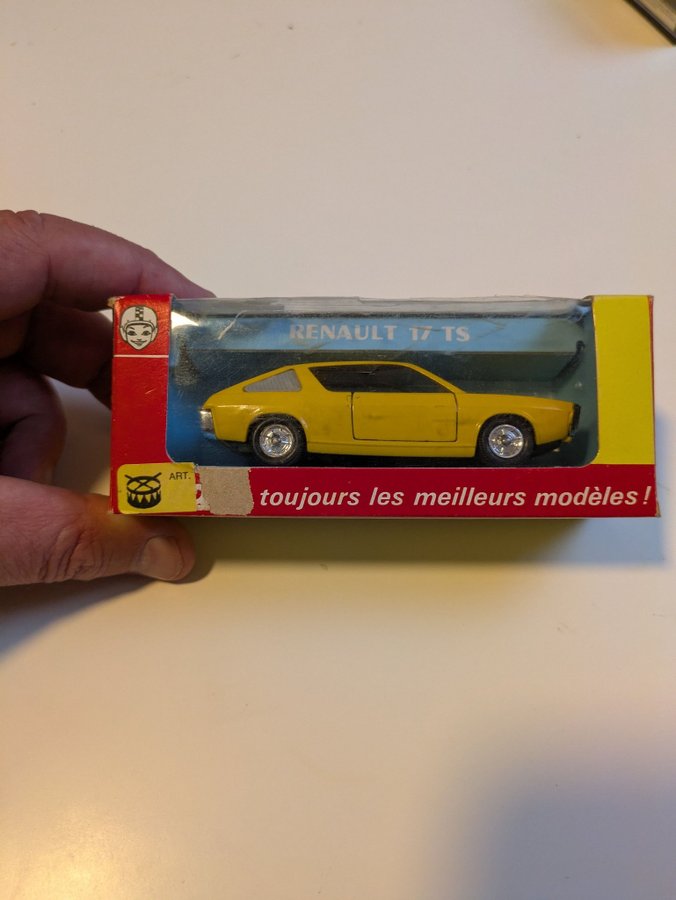 RENAULT 17 TS
ART.
toujours les meilleurs modèles!